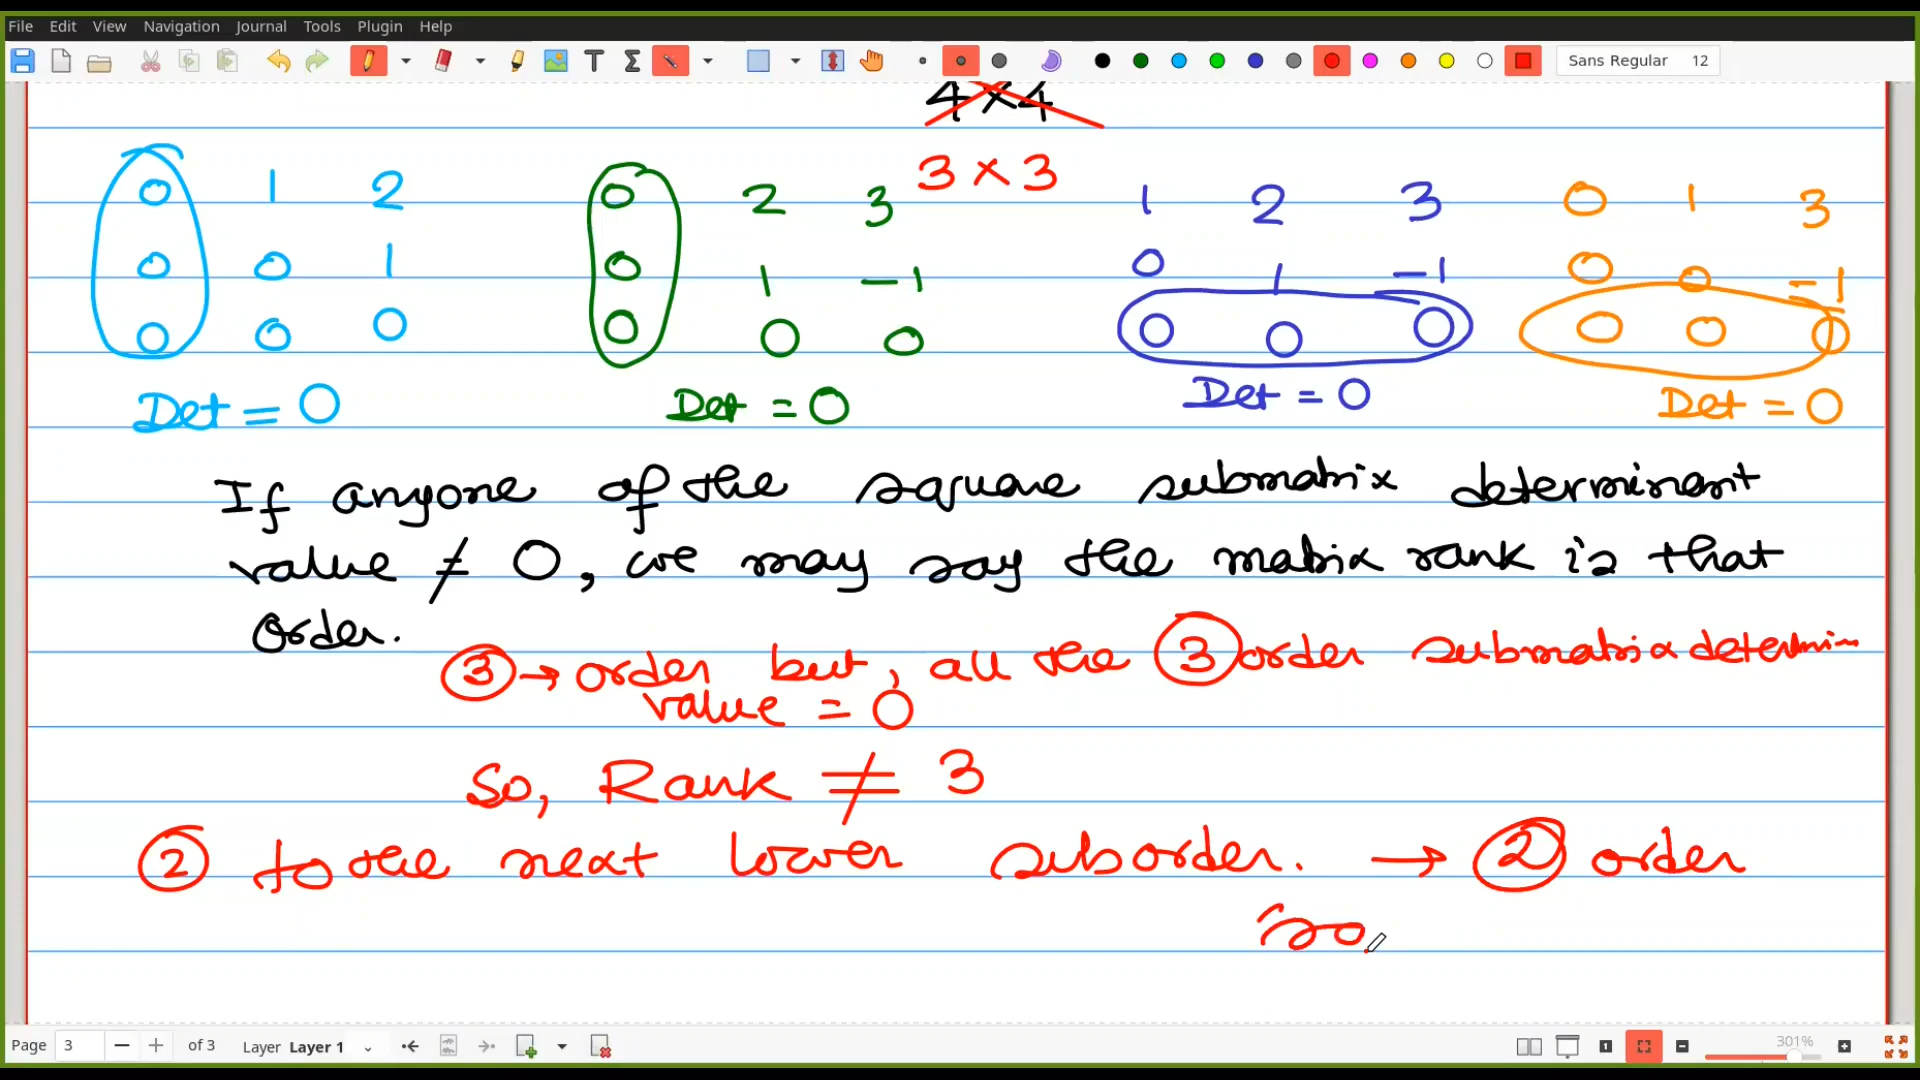 File Edit View Navigation Journal Tools Plugin Help
Sans Regular 12
4 × 4
3 × 3
0 1 2 0 2 3 1 2 3 0 1 3
0 0 1 0 1 -1 0 1 -1 0 0 -1
0 0 0 0 0 0 0 0 0 0 0 0
Det = 0 Det = 0 Det = 0 Det = 0
If anyone of the square submatrix determinant
value ≠ 0, we may say the matrix rank is that
order.
3 → order but, all the 3 order submatrix determin
value = 0
So, Rank ≠ 3
2 to the next lower suborder. → 2 order
So,
Page 3 of 3 Layer Layer 1 301%